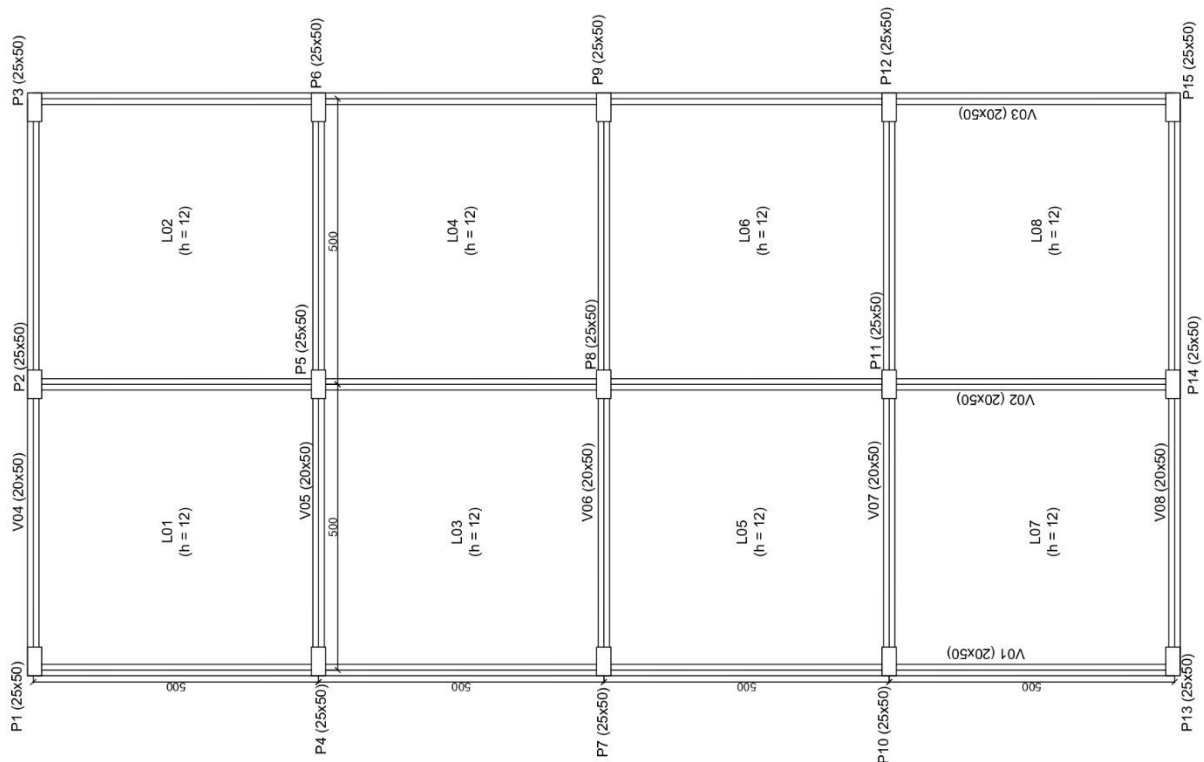 P3 (25x50)
P6 (25x50)
P9 (25x50)
P12 (25x50)
P15 (25x50)
V03 (20x50)
L02
(h = 12)
L04
(h = 12)
L06
(h = 12)
L08
(h = 12)
500
P2 (25x50)
P5 (25x50)
P8 (25x50)
P11 (25x50)
P14 (25x50)
V02 (20x50)
V04 (20x50)
V05 (20x50)
V06 (20x50)
V07 (20x50)
V08 (20x50)
L01
(h = 12)
L03
(h = 12)
L05
(h = 12)
L07
(h = 12)
500
V01 (20x50)
P1 (25x50)
500
500
500
500
P4 (25x50)
P7 (25x50)
P10 (25x50)
P13 (25x50)